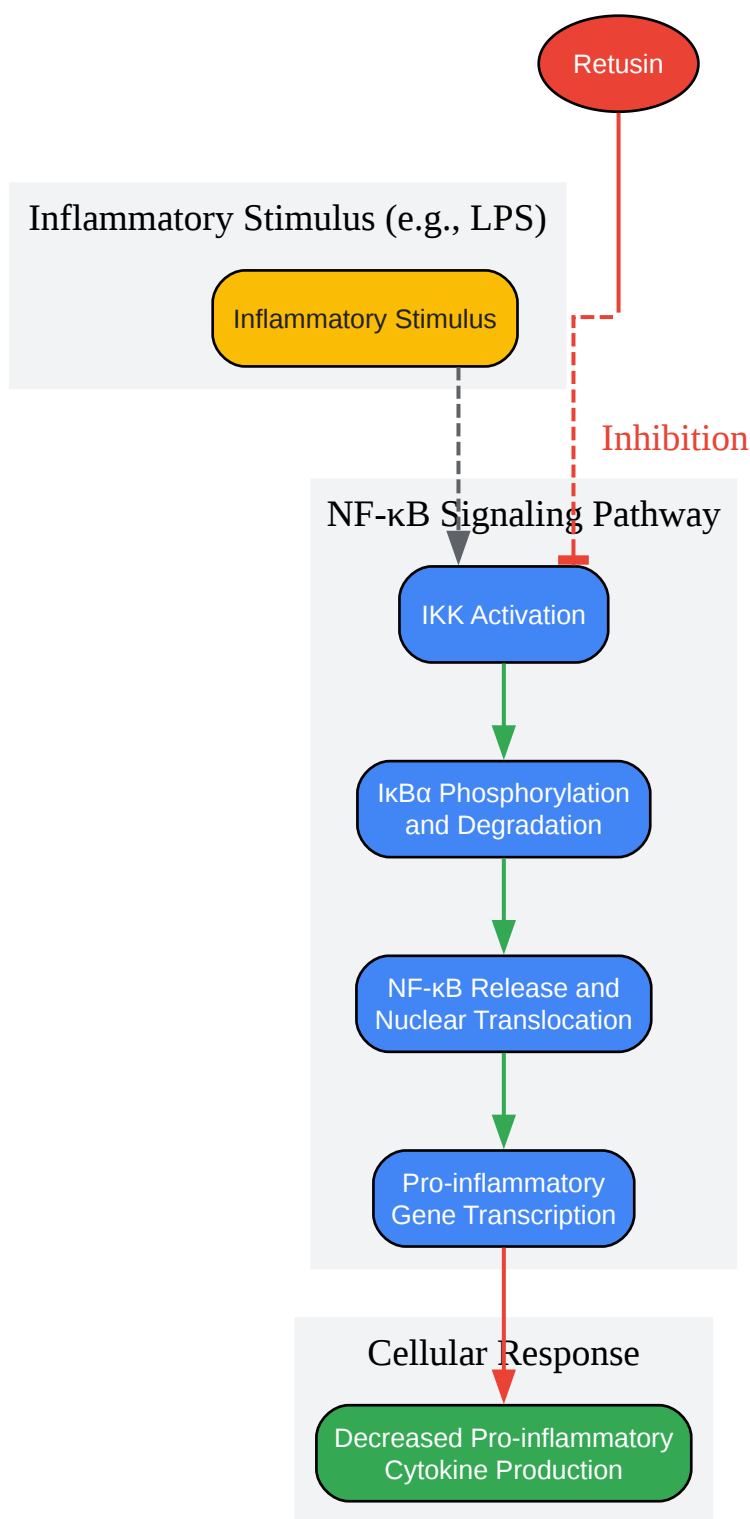 Retusin
Inflammatory Stimulus (e.g., LPS)
Inflammatory Stimulus
Inhibition
NF-κB Signaling Pathway
IKK Activation
IκBα Phosphorylation
and Degradation
NF-κB Release and
Nuclear Translocation
Pro-inflammatory
Gene Transcription
Cellular Response
Decreased Pro-inflammatory
Cytokine Production